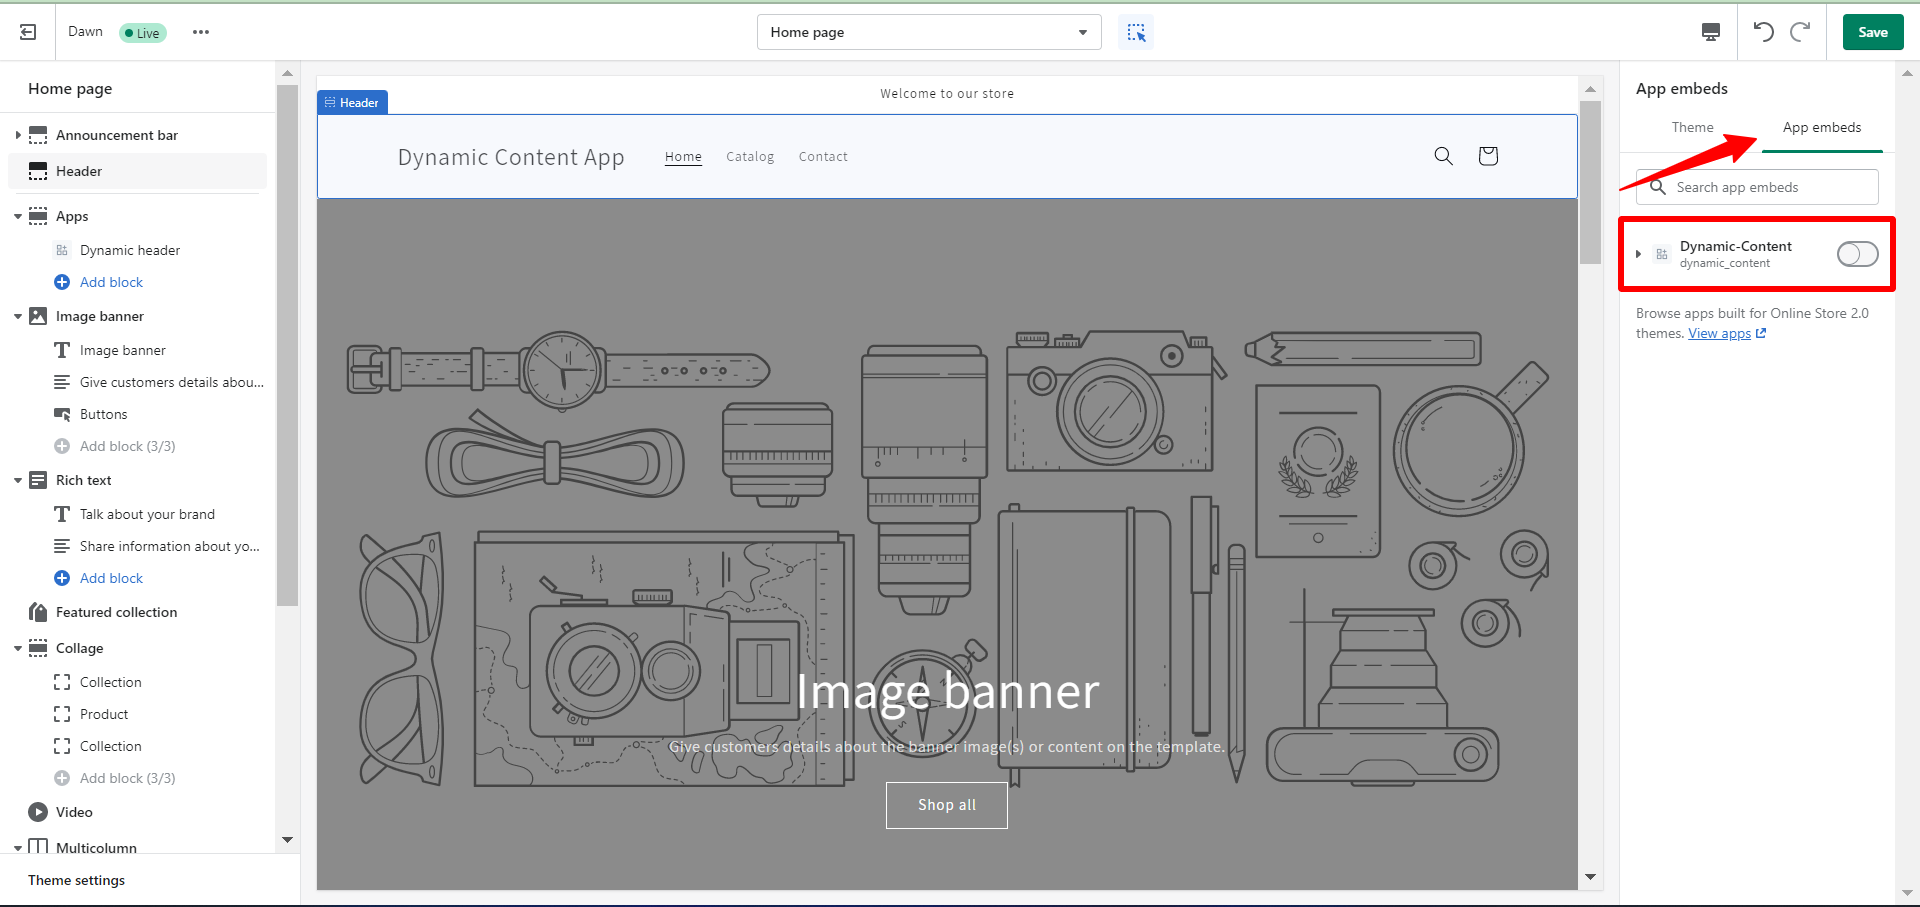 Dawn
Live
Home page
Save
Home page
Announcement bar
Header
Apps
Dynamic header
Add block
Image banner
Image banner
Give customers details abou...
Buttons
Add block (3/3)
Rich text
Talk about your brand
Share information about yo...
Add block
Featured collection
Collage
Collection
Product
Collection
Add block (3/3)
Video
Multicolumn
Theme settings
Welcome to our store
Header
Dynamic Content App
Home
Catalog
Contact
Image banner
Give customers details about the banner image(s) or content on the template.
Shop all
App embeds
Theme
App embeds
Search app embeds
Dynamic-Content
dynamic_content
Browse apps built for Online Store 2.0
themes. View apps